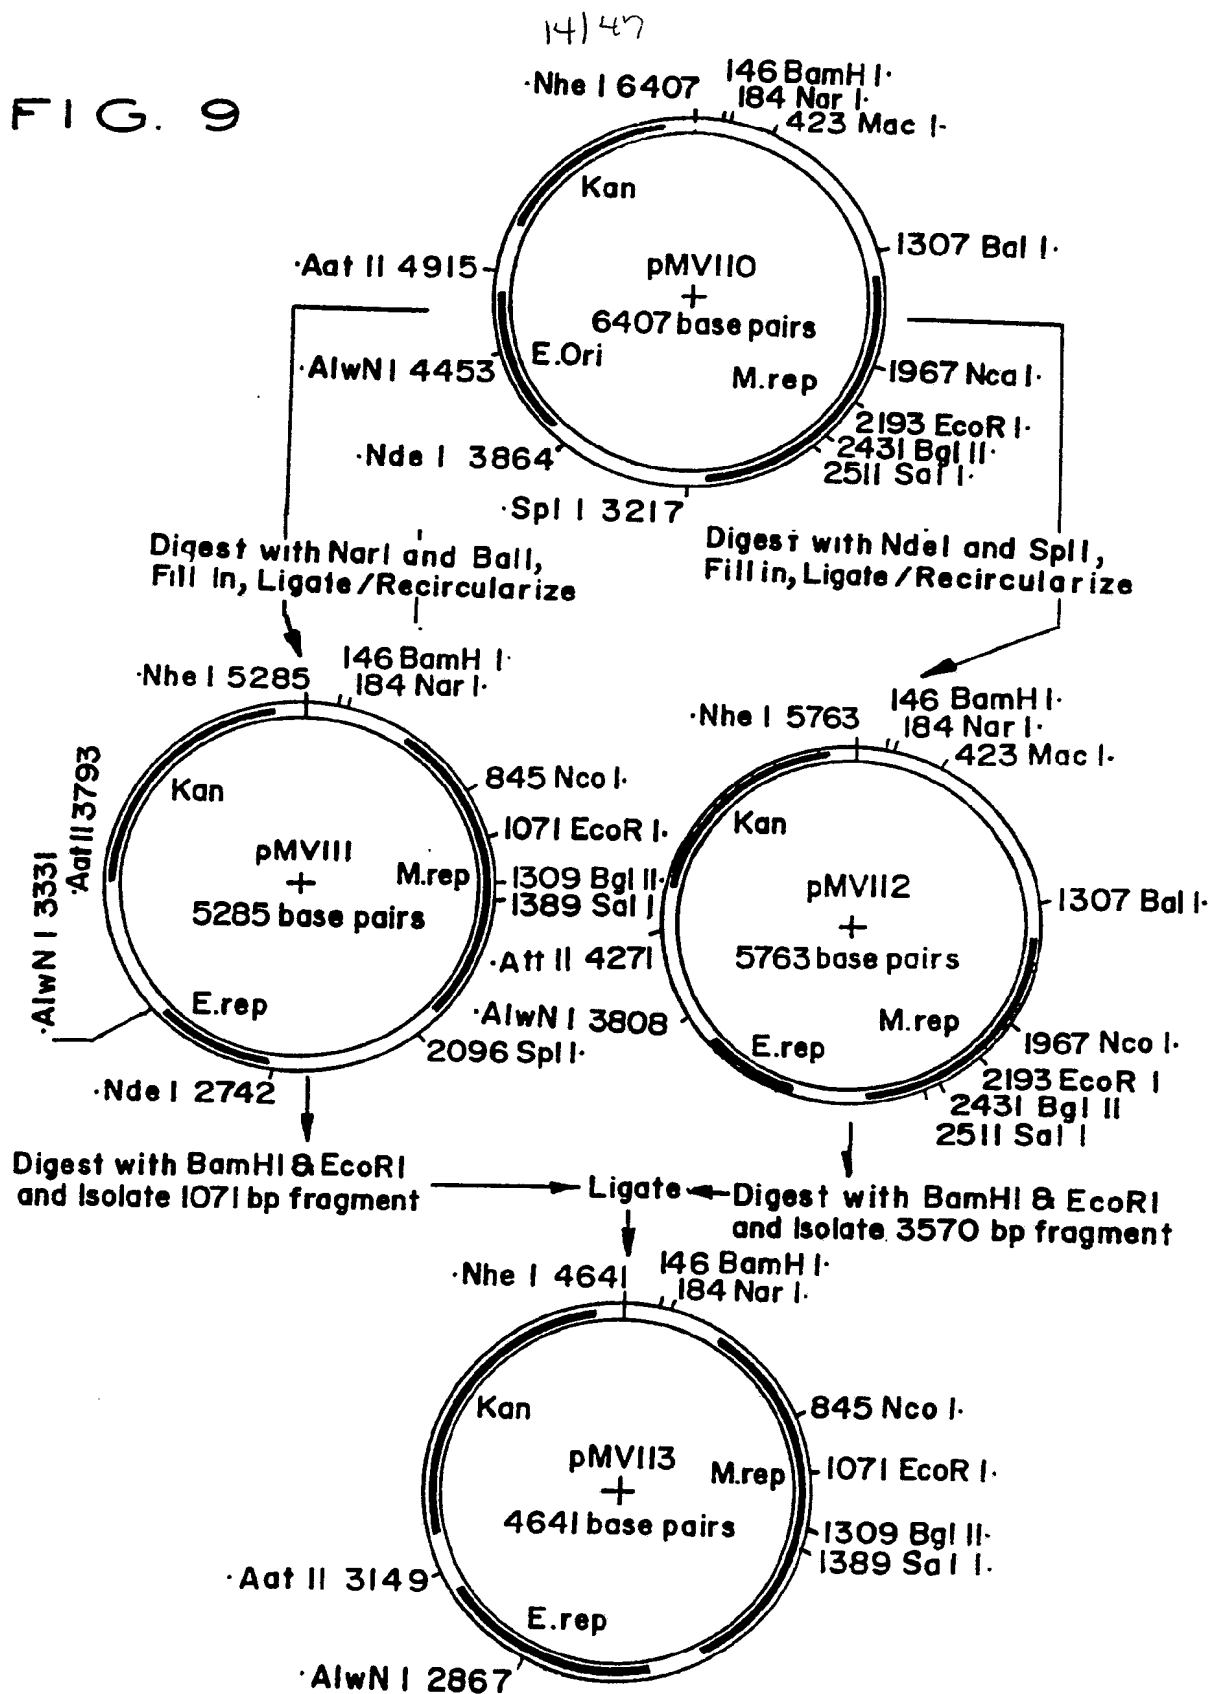 14/47
FIG. 9
·Nhe I 6407
146 BamH I·
184 Nar I·
423 Mac I·
Kan
1307 Bal I·
·Aat II 4915
pMV110
+
6407 base pairs
E.Ori
·AlwN I 4453
M.rep
1967 Nca I·
2193 EcoR I·
2431 Bgl II·
2511 Sal I·
·Nde I 3864
·Spl I 3217
Digest with NarI and BalI,
Fill In, Ligate/Recircularize
Digest with NdeI and SplI,
Fill in, Ligate/Recircularize
·Nhe I 5285
146 BamH I·
184 Nar I·
Kan
845 Nco I·
1071 EcoR I·
·Aat II 3793
pMV111
+
5285 base pairs
M.rep
1309 Bgl II·
1389 Sal I
·AlwN I 3331
E.rep
2096 Spl I·
·Nde I 2742
·Nhe I 5763
146 BamH I·
184 Nar I·
423 Mac I·
Kan
pMV112
+
5763 base pairs
1307 Bal I·
·Att II 4271
·AlwN I 3808
M.rep
E.rep
1967 Nco I·
2193 EcoR I
2431 Bgl II
2511 Sal I
Digest with BamHI & EcoRI
and Isolate 1071 bp fragment
Ligate
Digest with BamHI & EcoRI
and Isolate 3570 bp fragment
·Nhe I 4641
146 BamH I·
184 Nar I·
Kan
845 Nco I·
pMV113
+
4641 base pairs
M.rep
1071 EcoR I·
1309 Bgl II·
1389 Sal I·
·Aat II 3149
E.rep
·AlwN I 2867